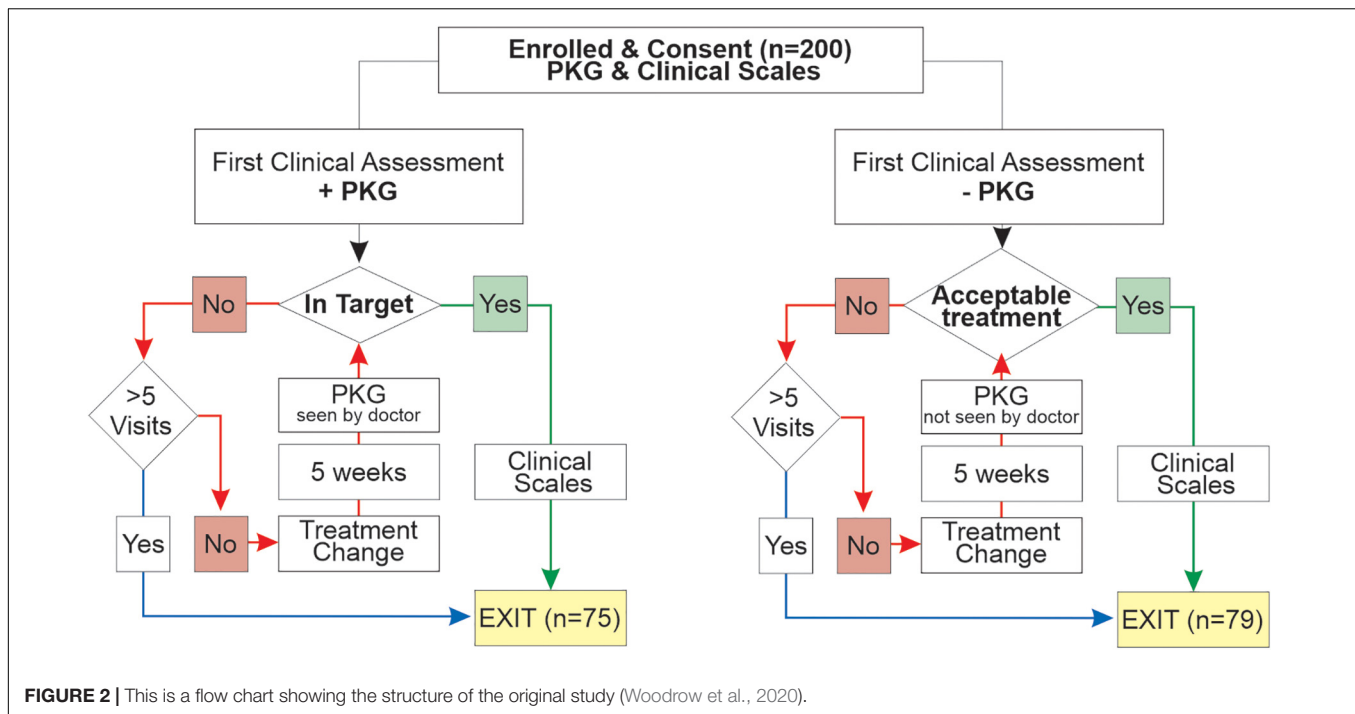 Enrolled & Consent (n=200)
PKG & Clinical Scales
First Clinical Assessment
+ PKG
No
In Target
Yes
>5
Visits
PKG
seen by doctor
5 weeks
Clinical
Scales
Yes
No
Treatment
Change
EXIT (n=75)
First Clinical Assessment
- PKG
No
Acceptable
treatment
Yes
>5
Visits
PKG
not seen by doctor
5 weeks
Clinical
Scales
Yes
No
Treatment
Change
EXIT (n=79)
FIGURE 2 | This is a flow chart showing the structure of the original study (Woodrow et al., 2020).